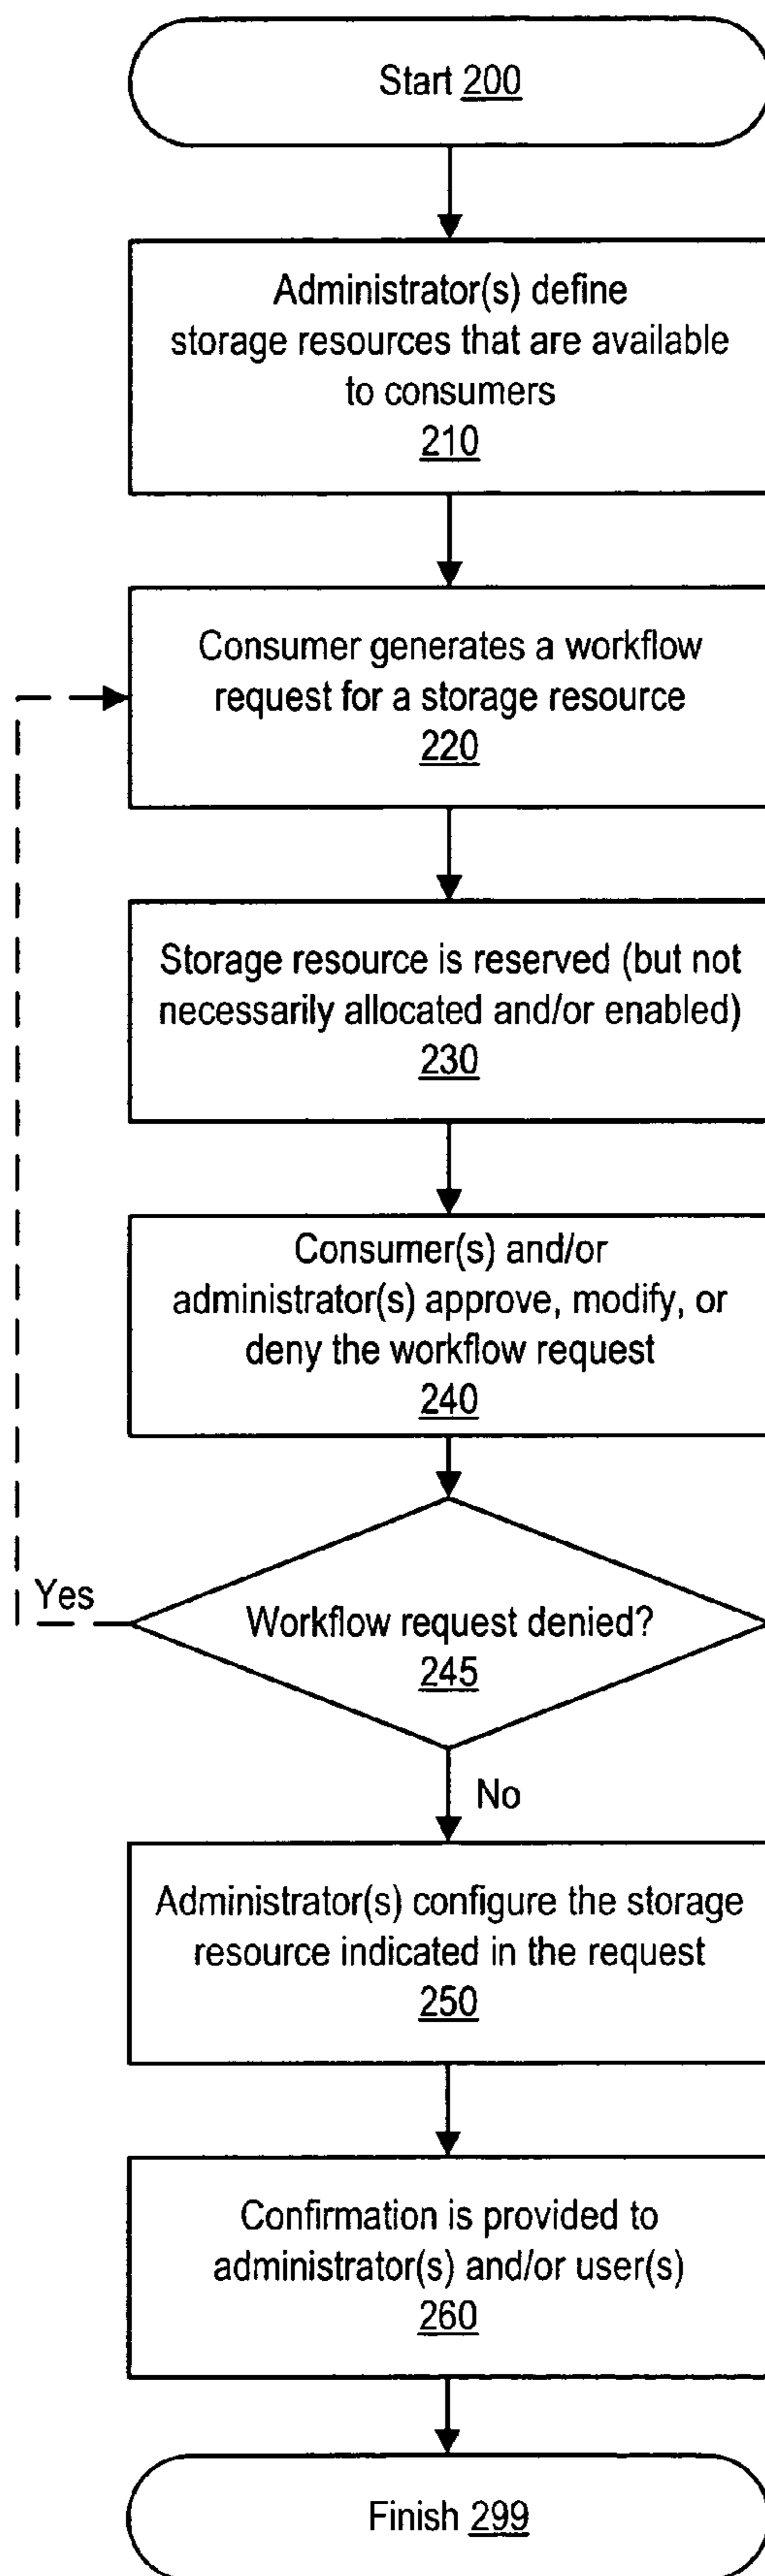 Start 200
Administrator(s) define
storage resources that are available
to consumers
210
Consumer generates a workflow
request for a storage resource
220
Storage resource is reserved (but not
necessarily allocated and/or enabled)
230
Consumer(s) and/or
administrator(s) approve, modify, or
deny the workflow request
240
Yes
Workflow request denied?
245
No
Administrator(s) configure the storage
resource indicated in the request
250
Confirmation is provided to
administrator(s) and/or user(s)
260
Finish 299